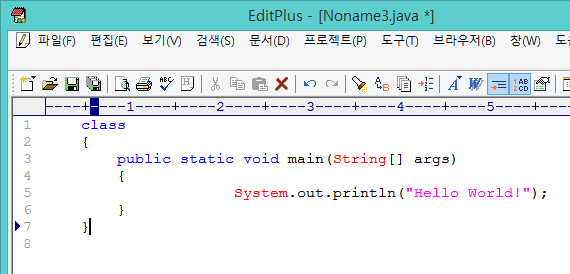 EditPlus - [Noname3.java *]
파일(F) 편집(E) 보기(V) 검색(S) 문서(D) 프로젝트(P) 도구(T) 브라우저(B) 창(W)
----+----1----+----2----+----3----+----4----+----5----+---
1 class
2 {
3 public static void main(String[] args)
4 {
5 System.out.println("Hello World!");
6 }
7 }
8